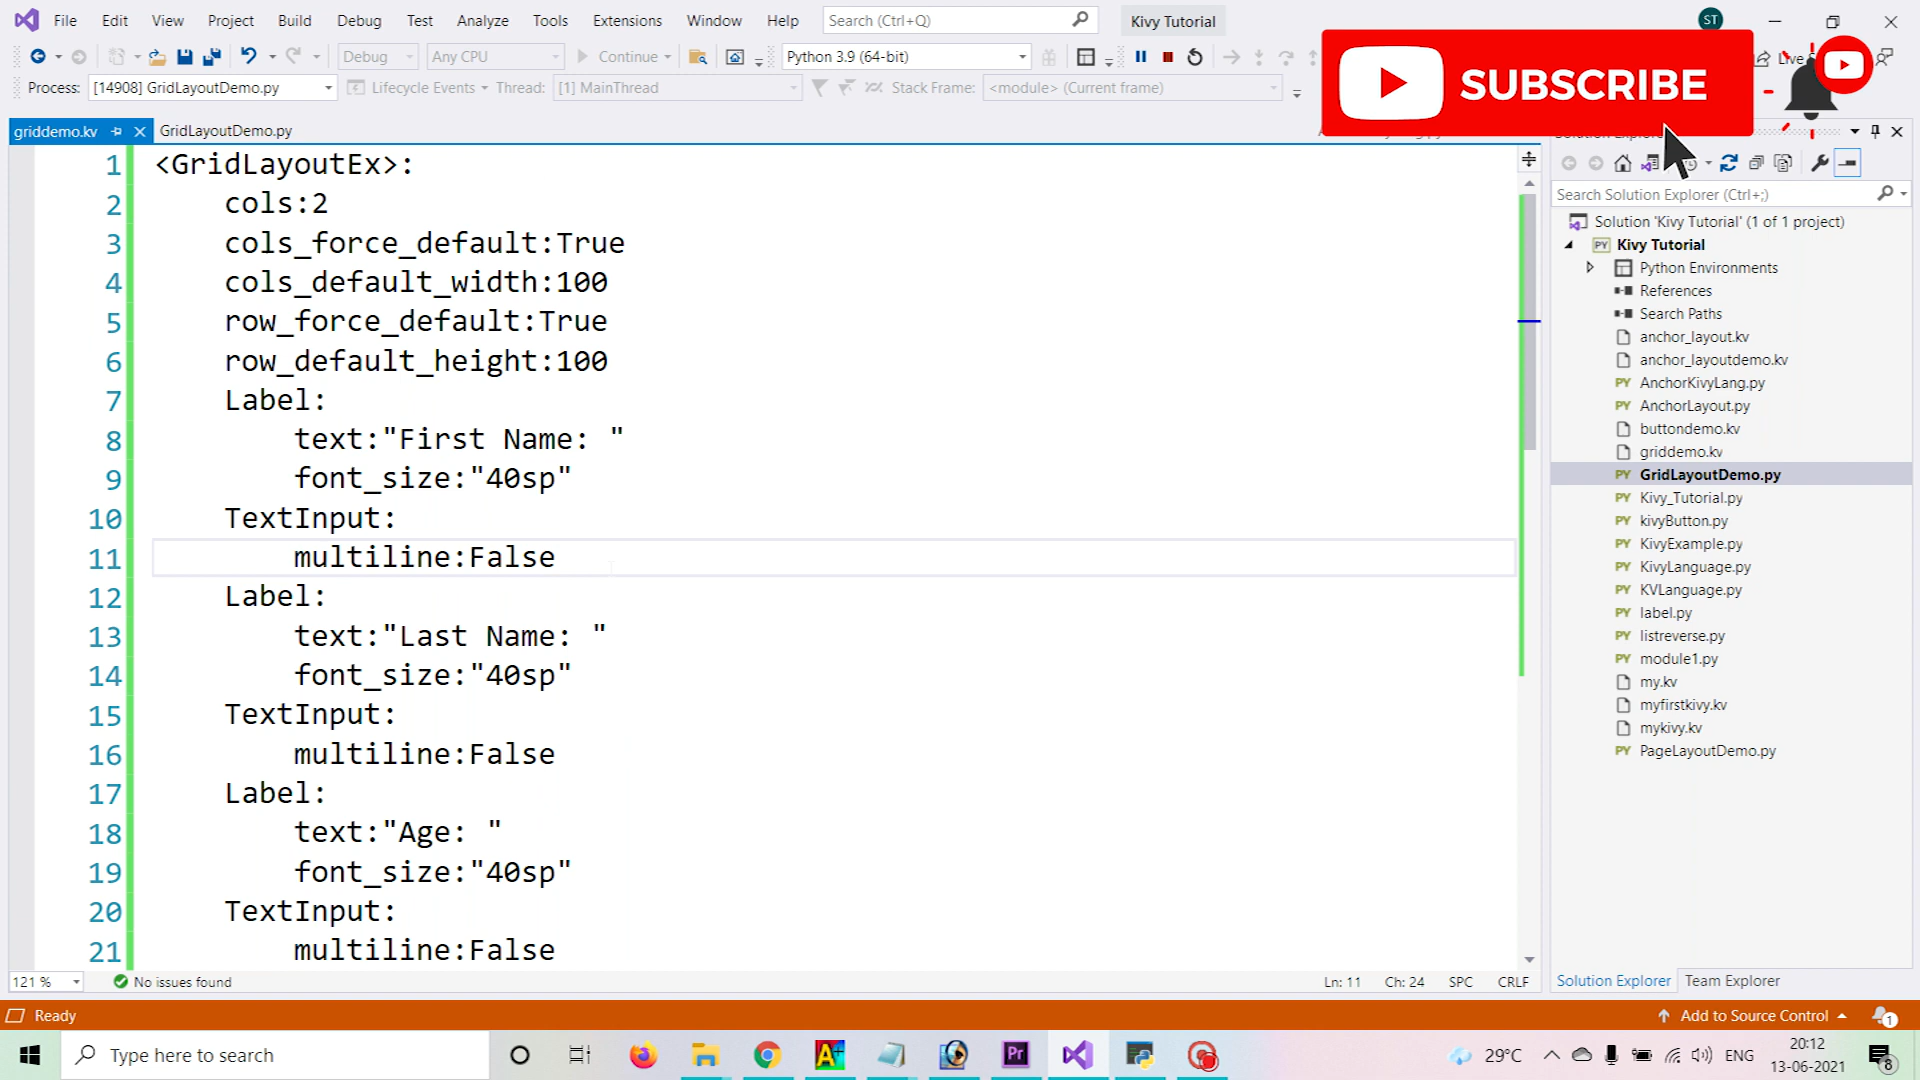 File Edit View Project Build Debug Test Analyze Tools Extensions Window Help Search (Ctrl+Q) Kivy Tutorial ST
Debug Any CPU Continue Python 3.9 (64-bit) Live
Process: [14908] GridLayoutDemo.py Lifecycle Events Thread: [1] MainThread Stack Frame: <module> (Current frame)
SUBSCRIBE
griddemo.kv GridLayoutDemo.py
Search Solution Explorer (Ctrl+;)
Solution 'Kivy Tutorial' (1 of 1 project)
Kivy Tutorial
Python Environments
References
Search Paths
anchor_layout.kv
anchor_layoutdemo.kv
AnchorKivyLang.py
AnchorLayout.py
buttondemo.kv
griddemo.kv
GridLayoutDemo.py
Kivy_Tutorial.py
kivyButton.py
KivyExample.py
KivyLanguage.py
KVLanguage.py
label.py
listreverse.py
module1.py
my.kv
myfirstkivy.kv
mykivy.kv
PageLayoutDemo.py
1 <GridLayoutEx>:
2 cols:2
3 cols_force_default:True
4 cols_default_width:100
5 row_force_default:True
6 row_default_height:100
7 Label:
8 text:"First Name: "
9 font_size:"40sp"
10 TextInput:
11 multiline:False
12 Label:
13 text:"Last Name: "
14 font_size:"40sp"
15 TextInput:
16 multiline:False
17 Label:
18 text:"Age: "
19 font_size:"40sp"
20 TextInput:
21 multiline:False
121 % No issues found Ln: 11 Ch: 24 SPC CRLF
Solution Explorer Team Explorer
Ready Add to Source Control 1
Type here to search 29°C ENG 20:12
13-06-2021 8